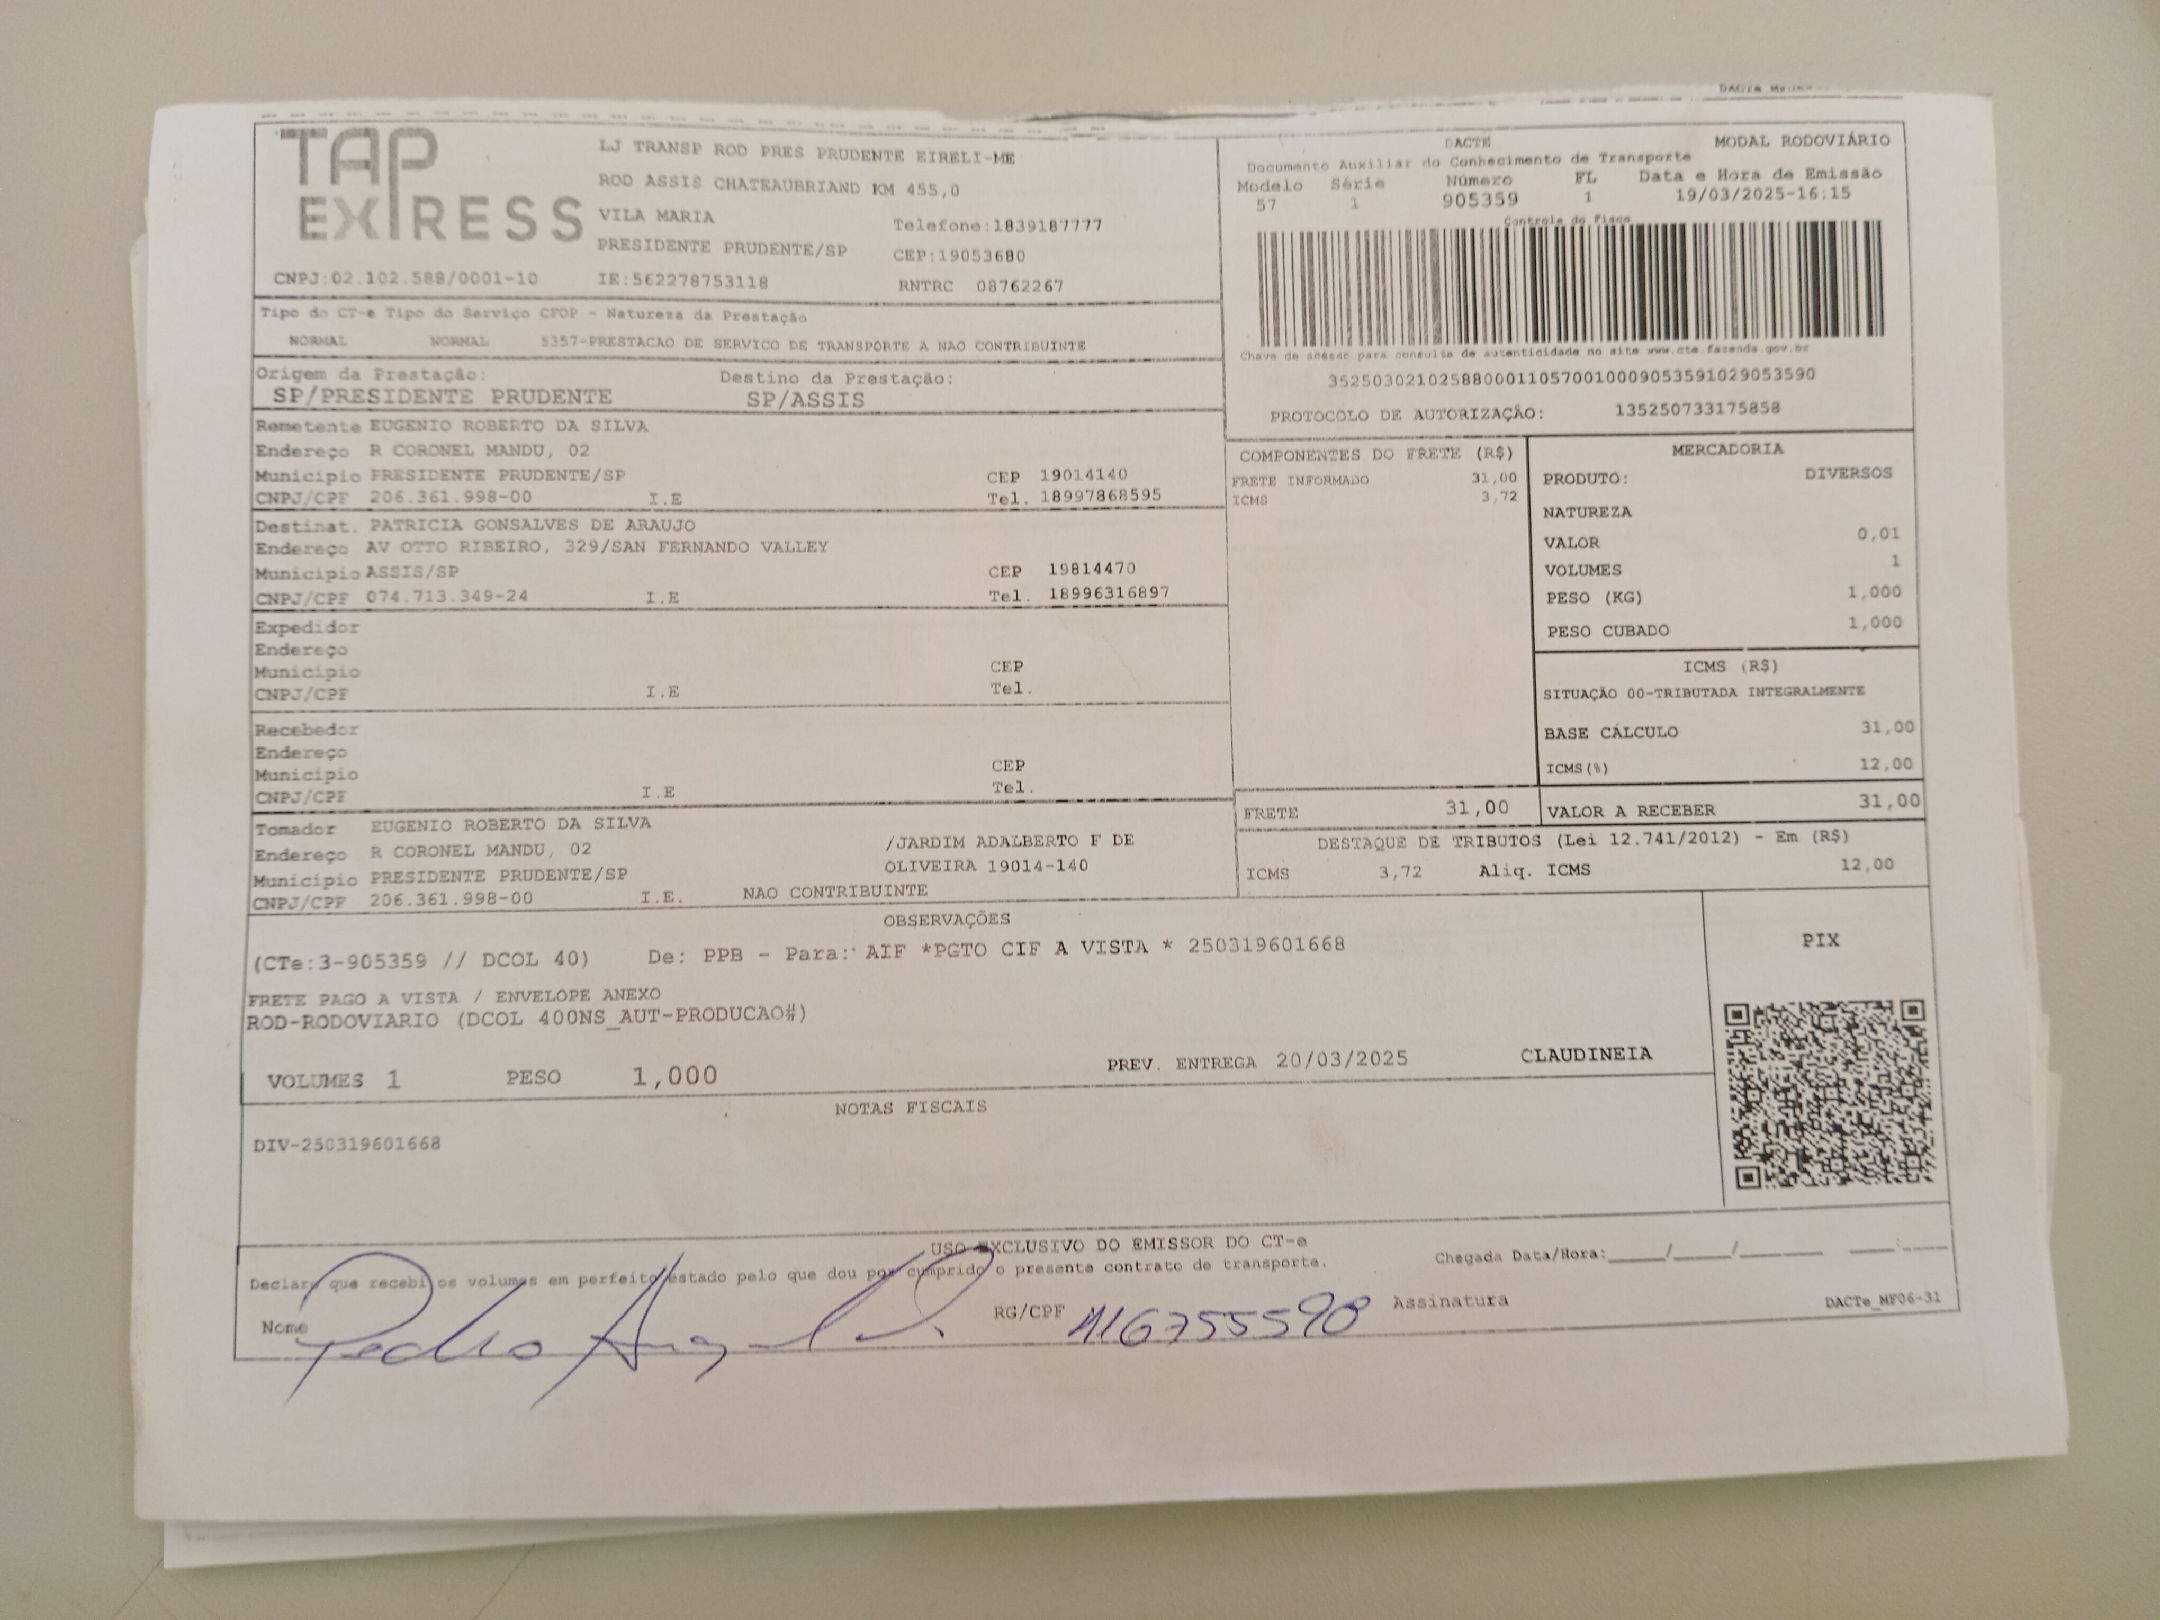 TAP
EXPRESS
LJ TRANSP ROD PRES PRUDENTE EIRELI-ME
ROD ASSIS CHATEAUBRIAND KM 455,0
VILA MARIA Telefone:1839187777
PRESIDENTE PRUDENTE/SP CEP:19053680
CNPJ:02.102.588/0001-10 IE:562278753118 RNTRC 08762267
DACTE MODAL RODOVIÁRIO
Documento Auxiliar do Conhecimento de Transporte
Modelo Série Número FL Data e Hora de Emissão
57 1 905359 1 19/03/2025-16:15
Controle do Fisco
Chave de acesso para consulta de autenticidade no site www.cte.fazenda.gov.br
35250302102588000110570010009053591029053590
PROTOCOLO DE AUTORIZAÇÃO: 135250733175858
Tipo do CT-e Tipo do Serviço CFOP - Natureza da Prestação
NORMAL NORMAL 5357-PRESTACAO DE SERVICO DE TRANSPORTE A NAO CONTRIBUINTE
Origem da Prestação: Destino da Prestação:
SP/PRESIDENTE PRUDENTE SP/ASSIS
Remetente EUGENIO ROBERTO DA SILVA
Endereço R CORONEL MANDU, 02
Municipio PRESIDENTE PRUDENTE/SP CEP 19014140
CNPJ/CPF 206.361.998-00 I.E Tel. 18997868595
Destinat. PATRICIA GONSALVES DE ARAUJO
Endereço AV OTTO RIBEIRO, 329/SAN FERNANDO VALLEY
Municipio ASSIS/SP CEP 19814470
CNPJ/CPF 074.713.349-24 I.E Tel. 18996316897
Expedidor
Endereço
Municipio CEP
CNPJ/CPF I.E Tel.
Recebedor
Endereço
Municipio CEP
CNPJ/CPF I.E Tel.
Tomador EUGENIO ROBERTO DA SILVA
Endereço R CORONEL MANDU, 02 /JARDIM ADALBERTO F DE
Municipio PRESIDENTE PRUDENTE/SP OLIVEIRA 19014-140
CNPJ/CPF 206.361.998-00 I.E. NAO CONTRIBUINTE
COMPONENTES DO FRETE (R$)
FRETE INFORMADO 31,00
ICMS 3,72
MERCADORIA
PRODUTO: DIVERSOS
NATUREZA
VALOR 0,01
VOLUMES 1
PESO (KG) 1,000
PESO CUBADO 1,000
ICMS (R$)
SITUAÇÃO 00-TRIBUTADA INTEGRALMENTE
BASE CÁLCULO 31,00
ICMS(%) 12,00
FRETE 31,00 VALOR A RECEBER 31,00
DESTAQUE DE TRIBUTOS (Lei 12.741/2012) - Em (R$)
ICMS 3,72 Aliq. ICMS 12,00
OBSERVAÇÕES
(CTe:3-905359 // DCOL 40) De: PPB - Para: AIF *PGTO CIF A VISTA * 250319601668
FRETE PAGO A VISTA / ENVELOPE ANEXO
ROD-RODOVIARIO (DCOL 400NS_AUT-PRODUCAO#)
VOLUMES 1 PESO 1,000 PREV. ENTREGA 20/03/2025 CLAUDINEIA
PIX
NOTAS FISCAIS
DIV-250319601668
USO EXCLUSIVO DO EMISSOR DO CT-e
Declaro que recebi os volumes em perfeito estado pelo que dou por cumprido o presente contrato de transporte.
Chegada Data/Hora:____/____/______ ___:___
Nome Pedro RG/CPF 416755598 Assinatura
DACTe_MF06-31